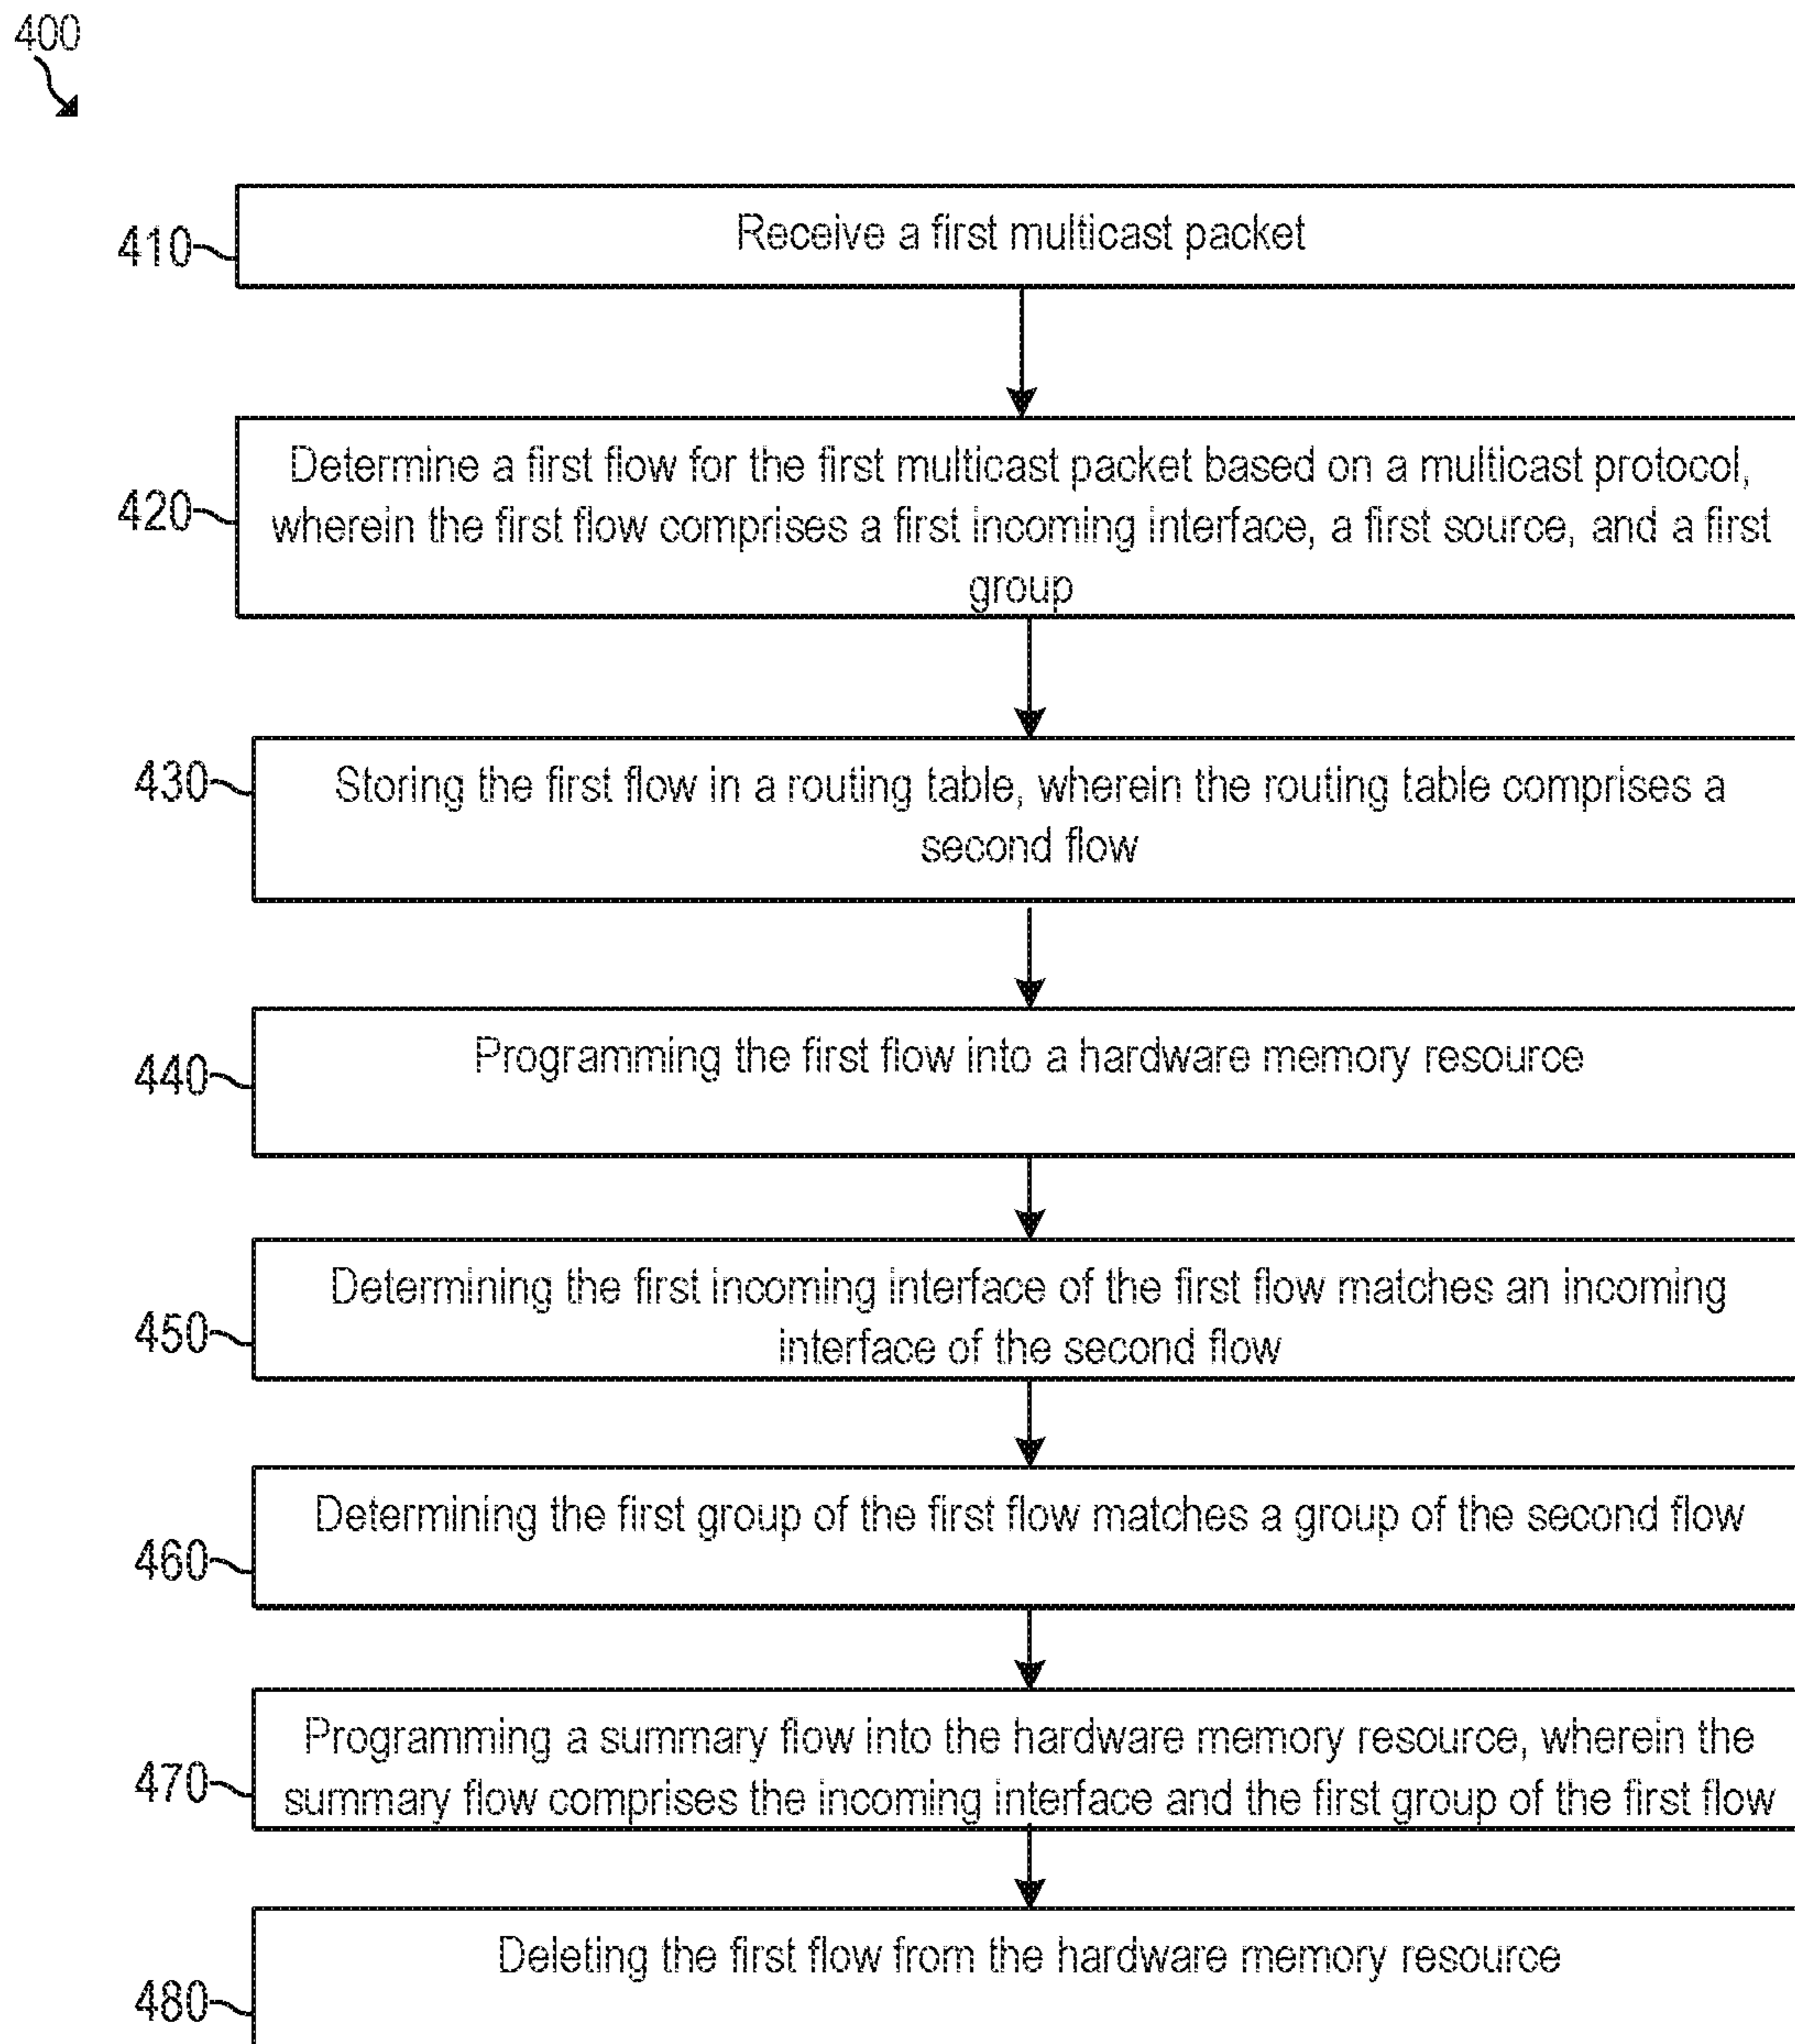 400
410
Receive a first multicast packet
420
Determine a first flow for the first multicast packet based on a multicast protocol,
wherein the first flow comprises a first incoming interface, a first source, and a first
group
430
Storing the first flow in a routing table, wherein the routing table comprises a
second flow
440
Programming the first flow into a hardware memory resource
450
Determining the first incoming interface of the first flow matches an incoming
interface of the second flow
460
Determining the first group of the first flow matches a group of the second flow
470
Programming a summary flow into the hardware memory resource, wherein the
summary flow comprises the incoming interface and the first group of the first flow
480
Deleting the first flow from the hardware memory resource